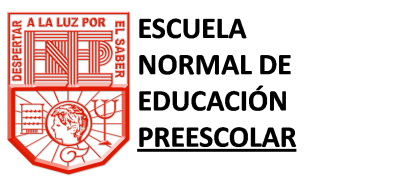 DESPERTAR A LA LUZ POR EL SABER
ENEP
ESCUELA
NORMAL DE
EDUCACIÓN
PREESCOLAR